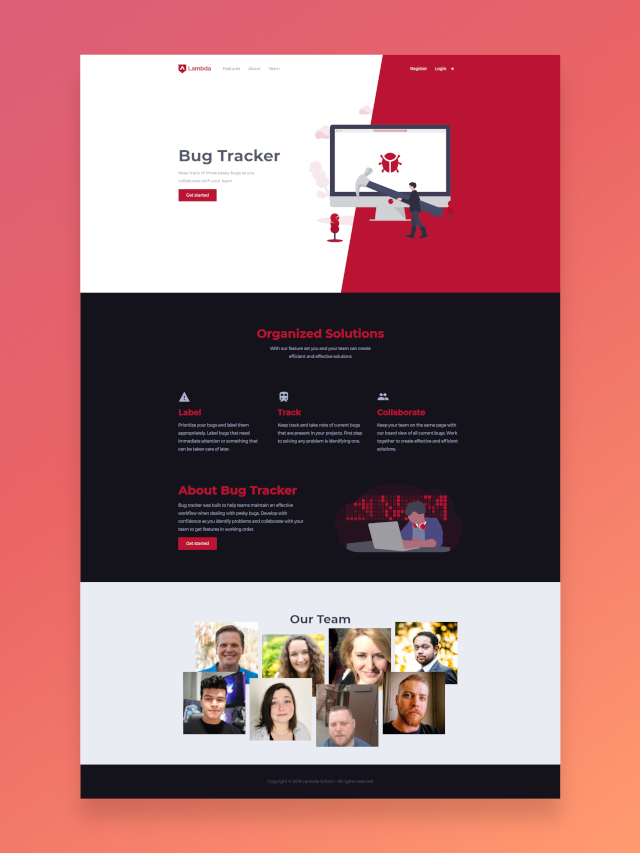 Lambda
Features
About
Team
Register
Login
Bug Tracker
Keep track of those pesky bugs as you
collaborate with your team.
Get started
Organized Solutions
With our feature set you and your team can create
efficient and effective solutions
Label
Prioritize your bugs and label them
appropriately. Label bugs that need
immediate attention or something that
can be taken care of later.
Track
Keep track and take note of current bugs
that are present in your projects. First step
to solving any problem is identifying one.
Collaborate
Keep your team on the same page with
our board view of all current bugs. Work
together to create effective and efficient
solutions.
About Bug Tracker
Bug tracker was built to help teams maintain an effective
workflow when dealing with pesky bugs. Develop with
confidence as you identify problems and collaborate with your
team to get features in working order.
Get started
Our Team
Copyright © 2019 Lambda School - All rights reserved